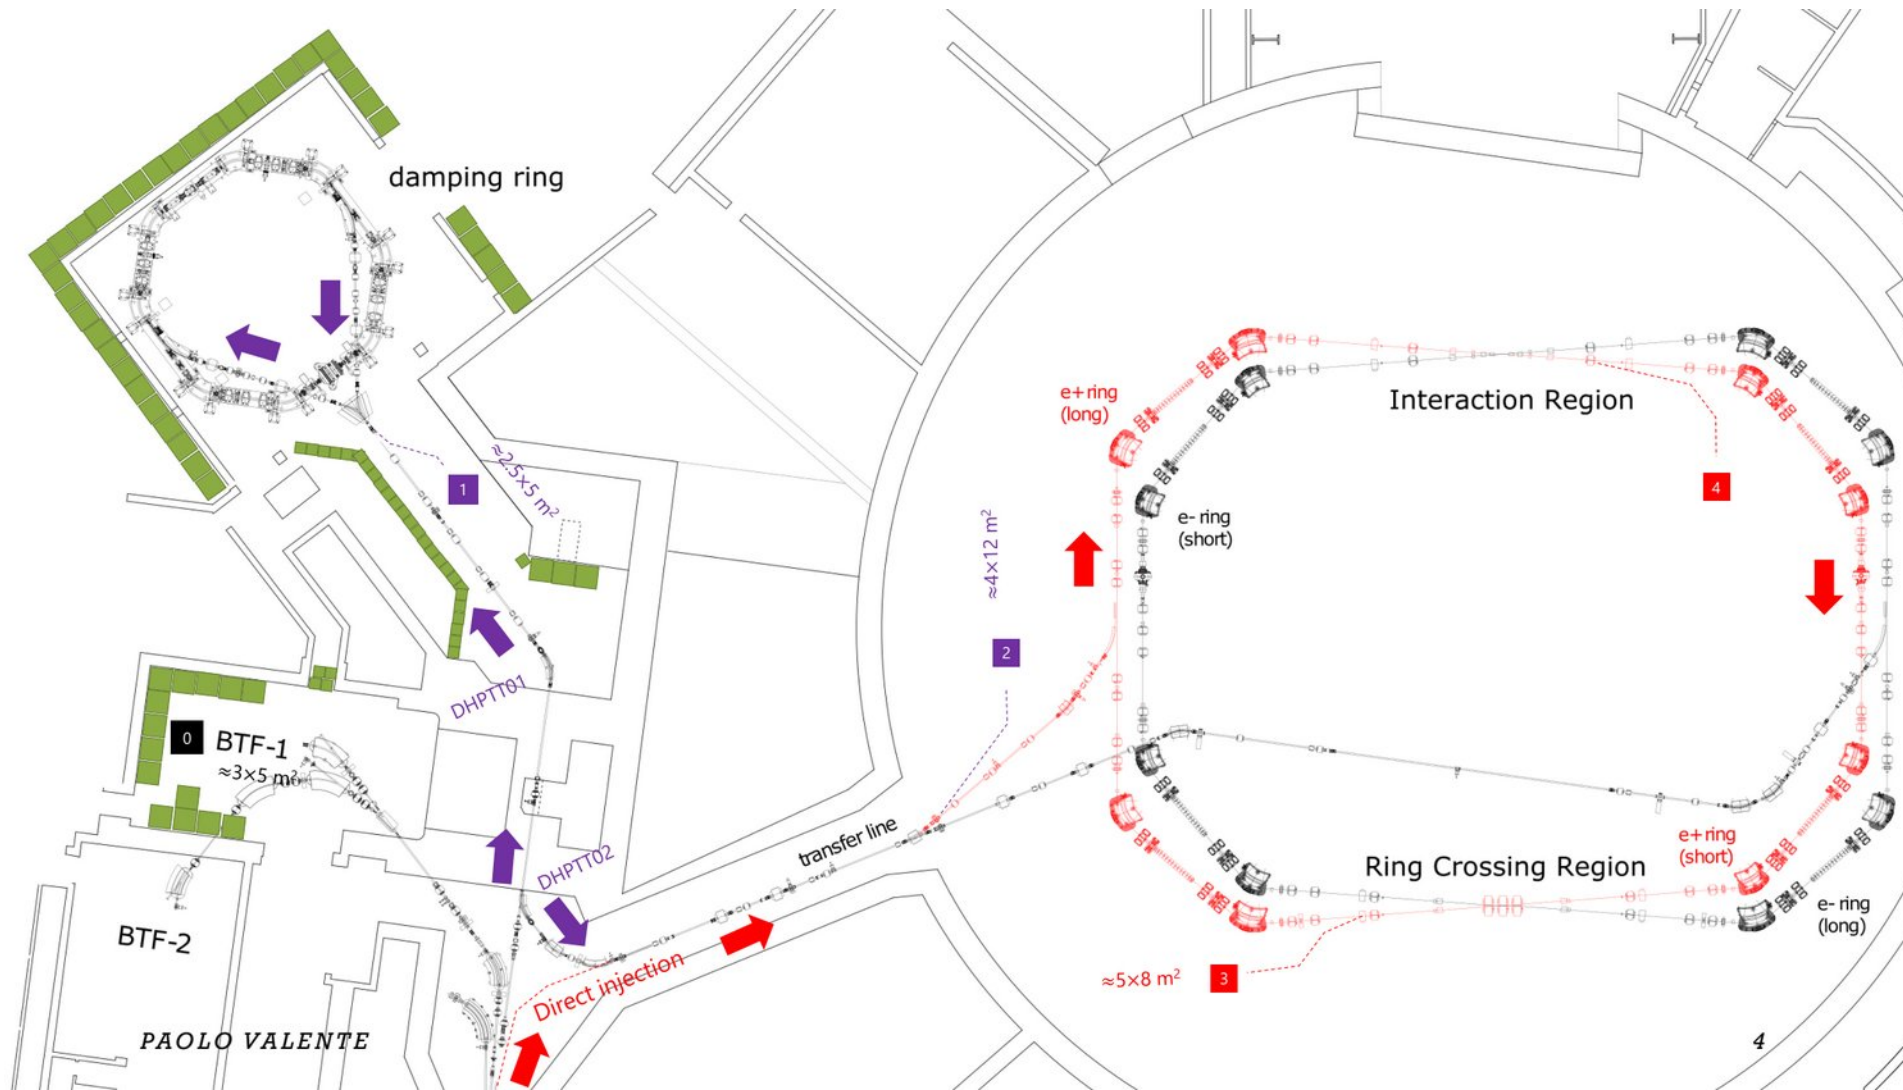 damping ring
1
≈2.5×5 m²
DHPTT01
0
BTF-1
≈3×5 m²
BTF-2
DHPTT02
Direct injection
transfer line
2
≈4×12 m²
e+ ring
(long)
e- ring
(short)
Interaction Region
4
Ring Crossing Region
e+ ring
(short)
e- ring
(long)
≈5×8 m²
3
PAOLO VALENTE
4